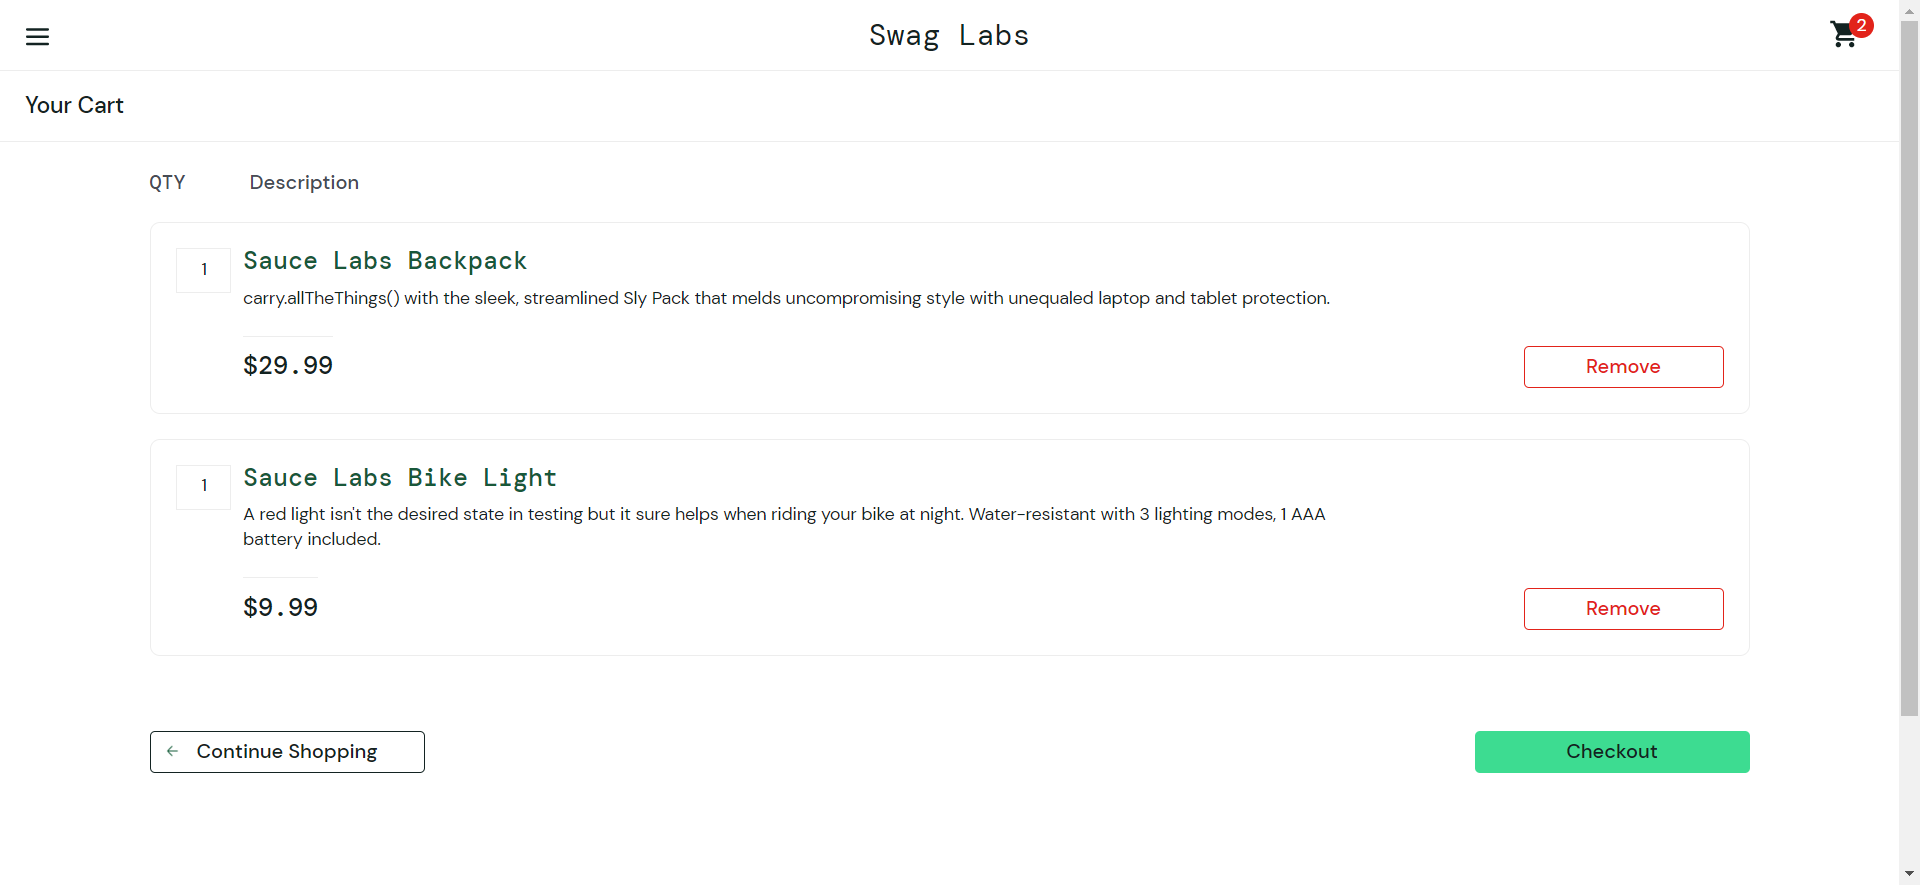 Swag Labs
2
Your Cart
QTY
Description
1
Sauce Labs Backpack
carry.allTheThings() with the sleek, streamlined Sly Pack that melds uncompromising style with unequaled laptop and tablet protection.
$29.99
Remove
1
Sauce Labs Bike Light
A red light isn't the desired state in testing but it sure helps when riding your bike at night. Water-resistant with 3 lighting modes, 1 AAA
battery included.
$9.99
Remove
Continue Shopping
Checkout